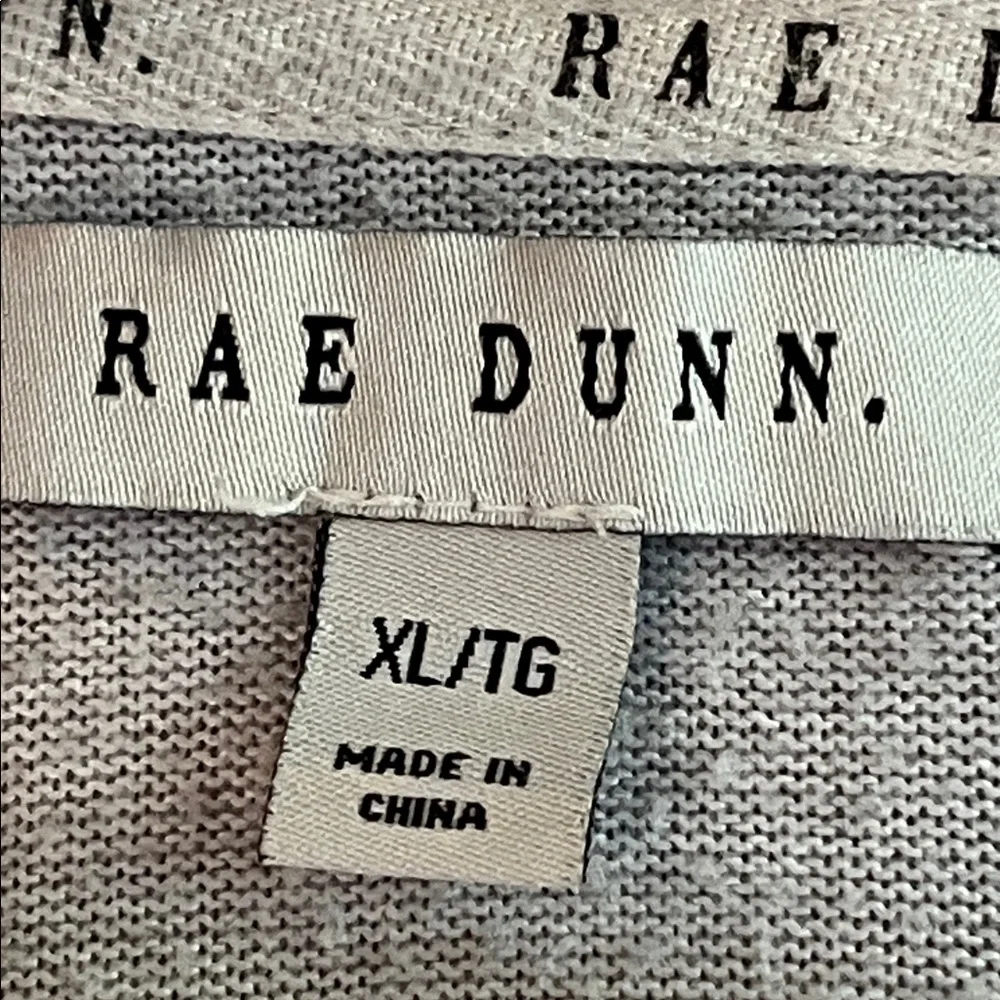 N. RAE
RAE DUNN.
XL/TG
MADE IN
CHINA